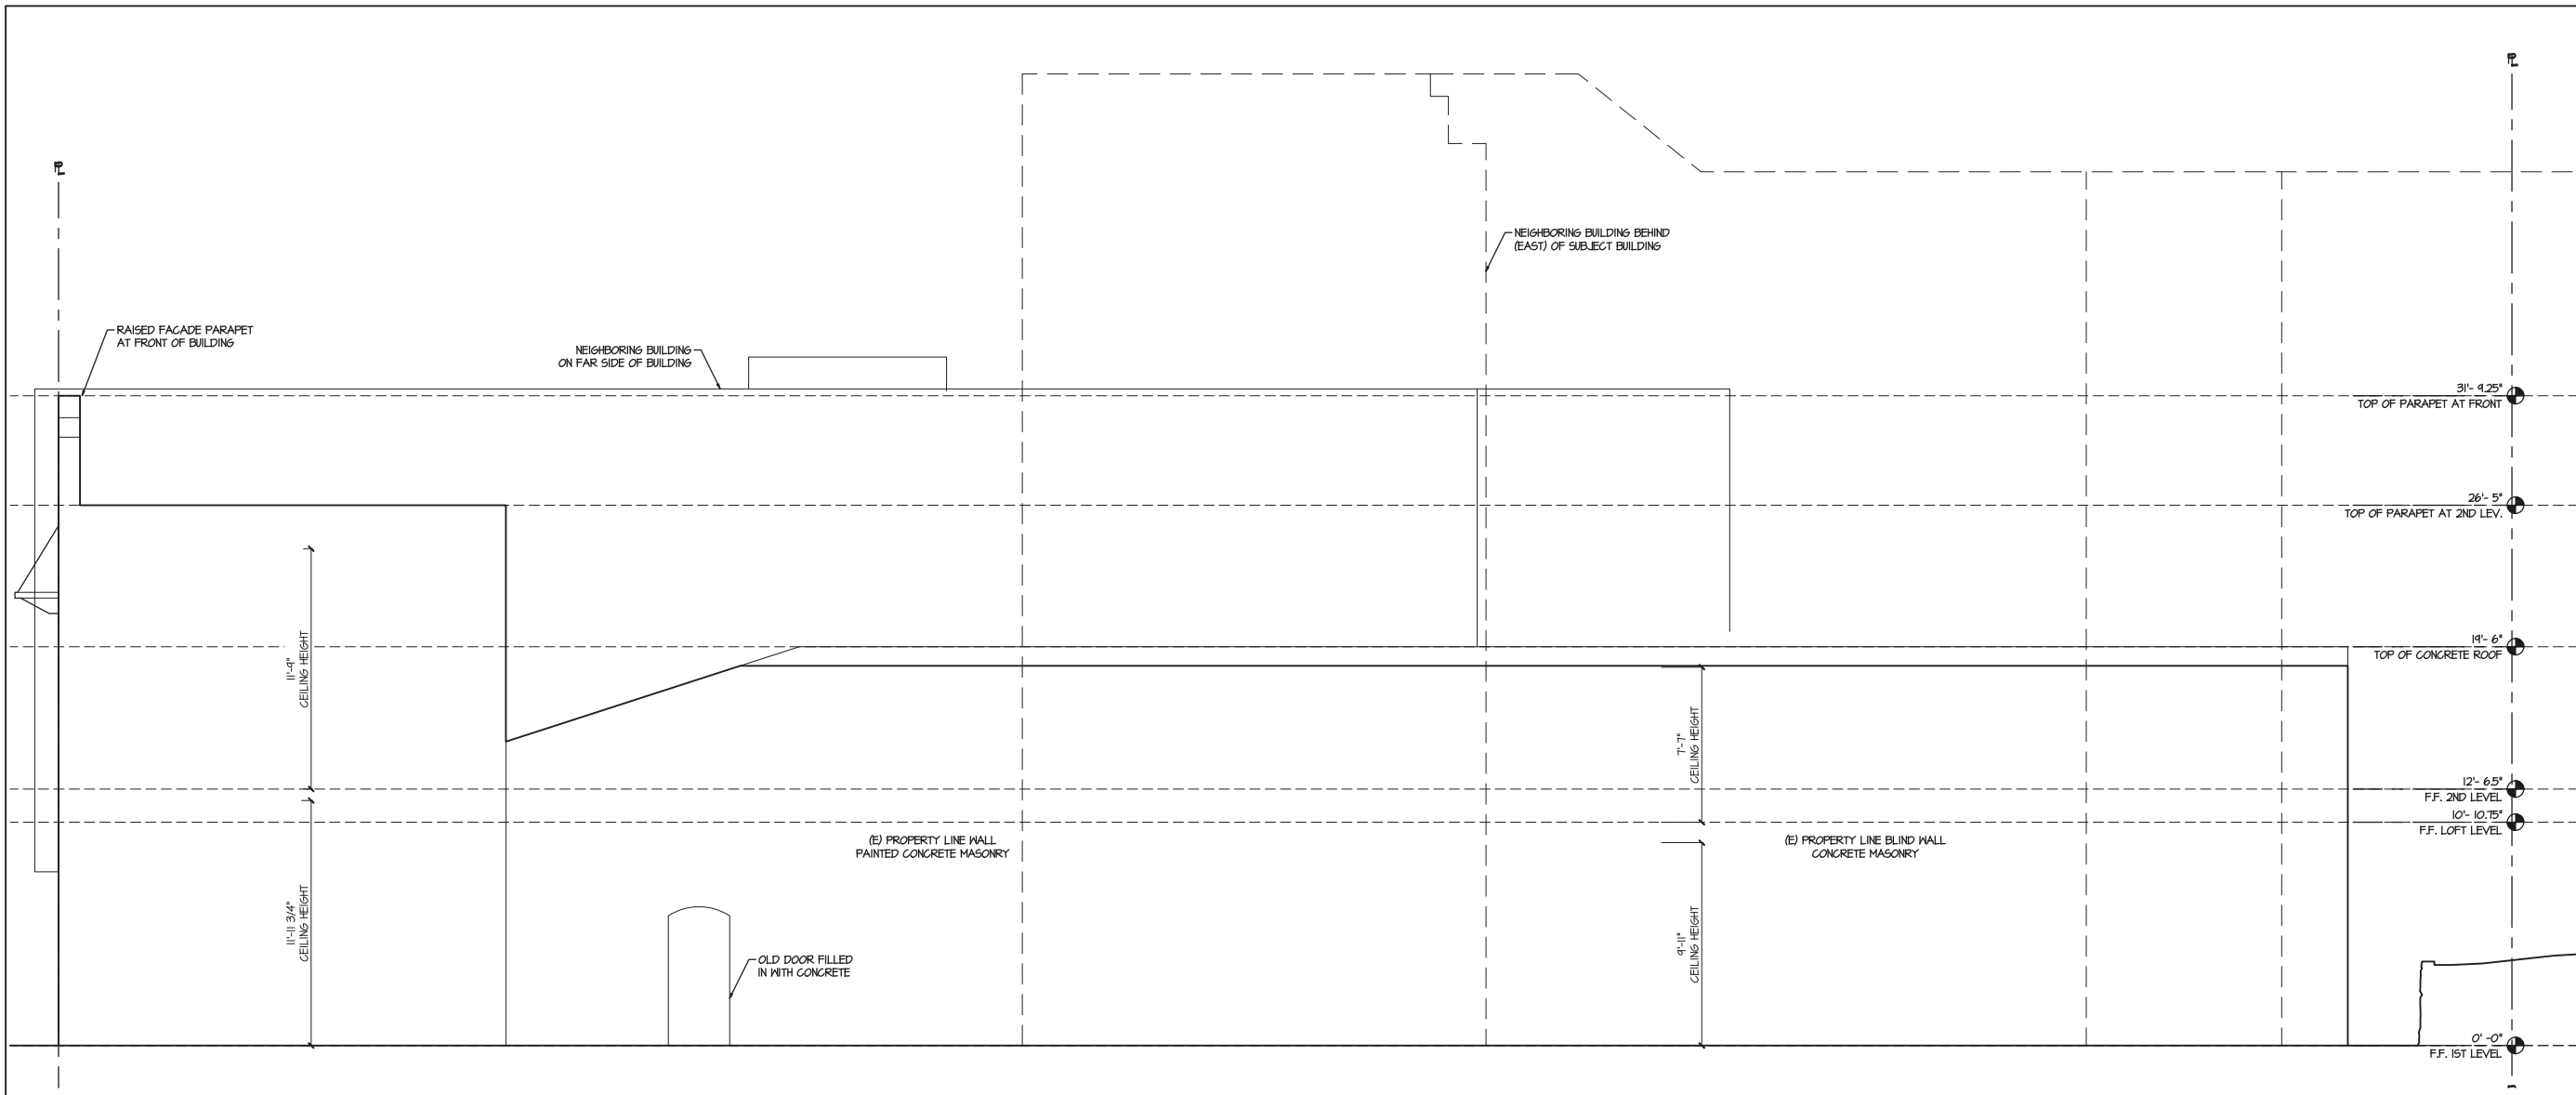 PL
PL
NEIGHBORING BUILDING BEHIND
(EAST) OF SUBJECT BUILDING
RAISED FACADE PARAPET
AT FRONT OF BUILDING
NEIGHBORING BUILDING
ON FAR SIDE OF BUILDING
31'- 9.25"
TOP OF PARAPET AT FRONT
26'- 5"
TOP OF PARAPET AT 2ND LEV.
11'-9"
CEILING HEIGHT
19'- 6"
TOP OF CONCRETE ROOF
7'-7"
CEILING HEIGHT
12'- 6.5"
F.F. 2ND LEVEL
10'- 10.75"
F.F. LOFT LEVEL
(E) PROPERTY LINE WALL
PAINTED CONCRETE MASONRY
(E) PROPERTY LINE BLIND WALL
CONCRETE MASONRY
11'-11 3/4"
CEILING HEIGHT
9'-11"
CEILING HEIGHT
OLD DOOR FILLED
IN WITH CONCRETE
0' -0"
F.F. 1ST LEVEL